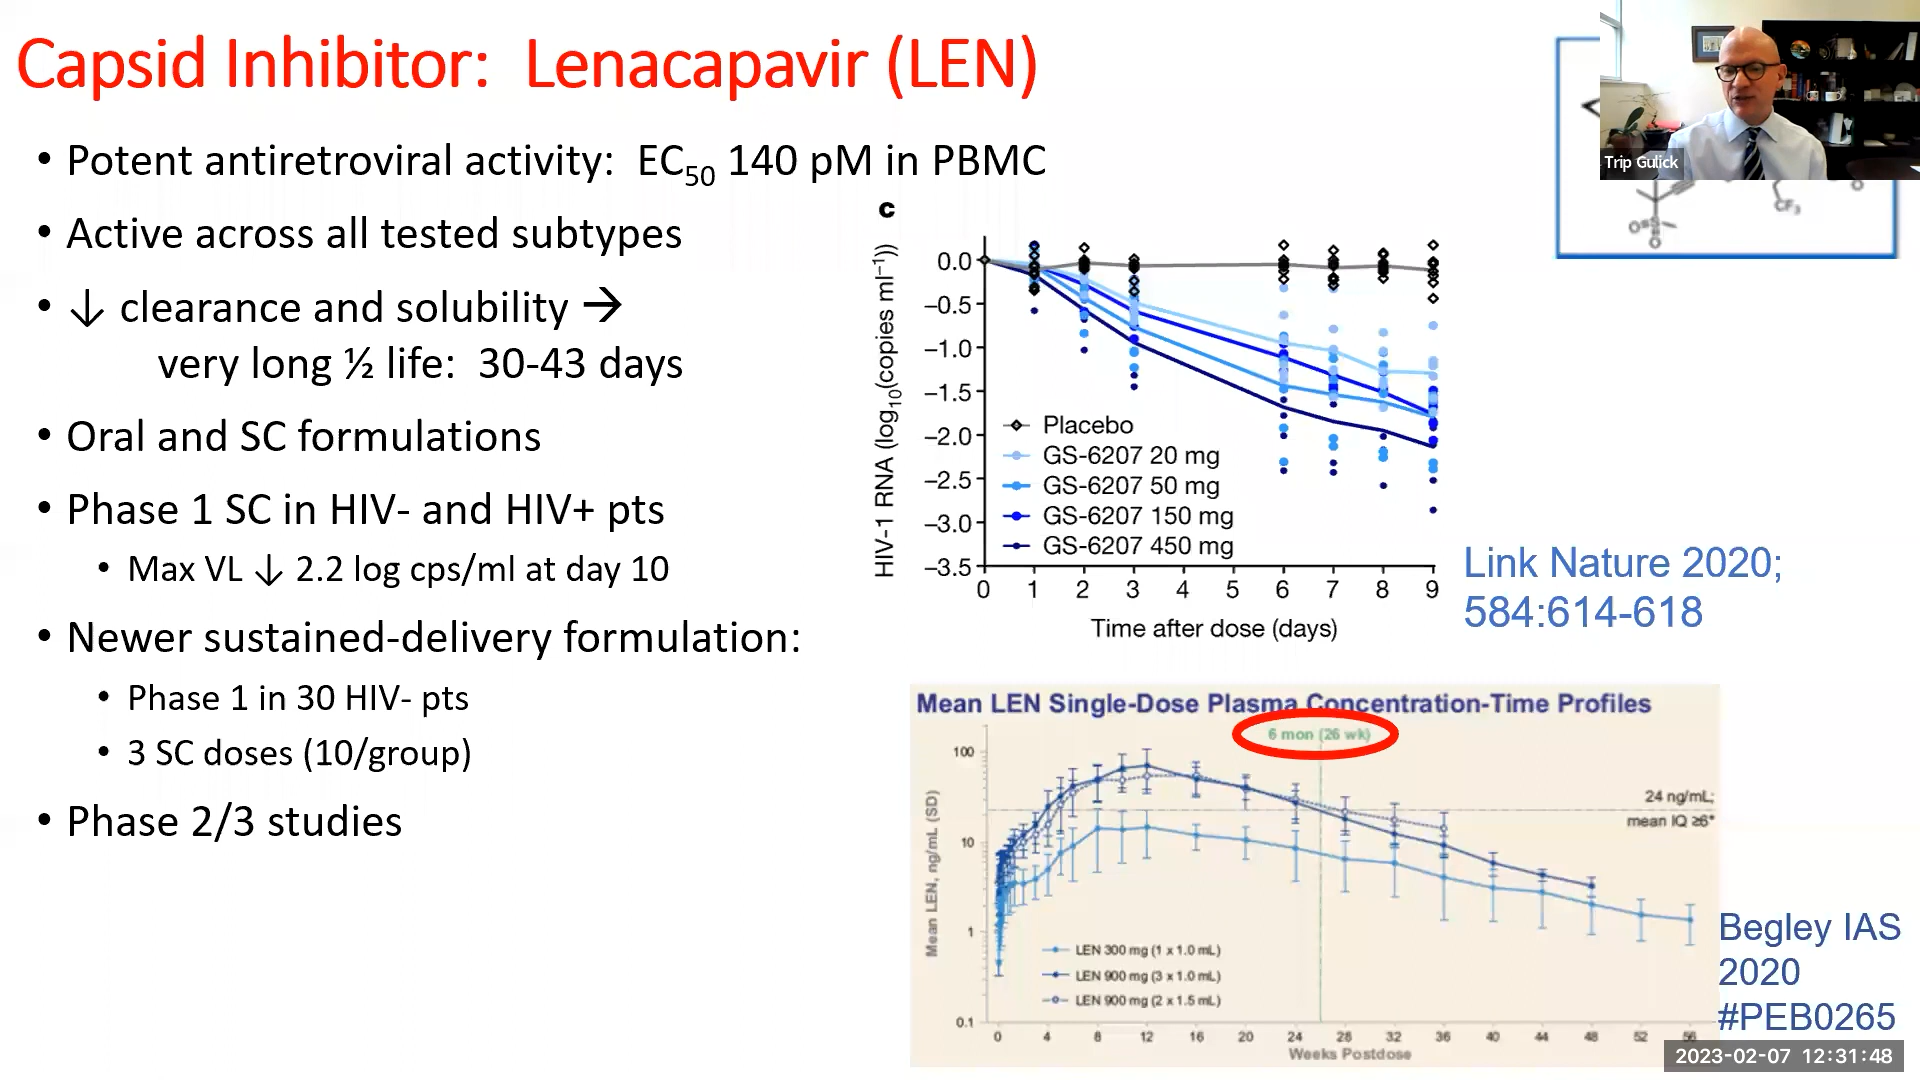 Capsid Inhibitor: Lenacapavir (LEN)
• Potent antiretroviral activity: EC50 140 pM in PBMC
• Active across all tested subtypes
• ↓ clearance and solubility →
very long ½ life: 30-43 days
• Oral and SC formulations
• Phase 1 SC in HIV- and HIV+ pts
• Max VL ↓ 2.2 log cps/ml at day 10
• Newer sustained-delivery formulation:
• Phase 1 in 30 HIV- pts
• 3 SC doses (10/group)
• Phase 2/3 studies
Trip Gulick
CF3
O S O
O
c
HIV-1 RNA (log10(copies ml−1))
0.0
−0.5
−1.0
−1.5
−2.0
−2.5
−3.0
−3.5
Placebo
GS-6207 20 mg
GS-6207 50 mg
GS-6207 150 mg
GS-6207 450 mg
0 1 2 3 4 5 6 7 8 9
Time after dose (days)
Link Nature 2020;
584:614-618
Mean LEN Single-Dose Plasma Concentration-Time Profiles
6 mon (26 wk)
Mean LEN, ng/mL (SD)
100
10
1
0.1
24 ng/mL;
mean IQ ≥6*
LEN 300 mg (1 x 1.0 mL)
LEN 900 mg (3 x 1.0 mL)
LEN 900 mg (2 x 1.5 mL)
0 4 8 12 16 20 24 28 32 36 40 44 48 52 56
Weeks Postdose
Begley IAS
2020
#PEB0265
2023-02-07 12:31:48